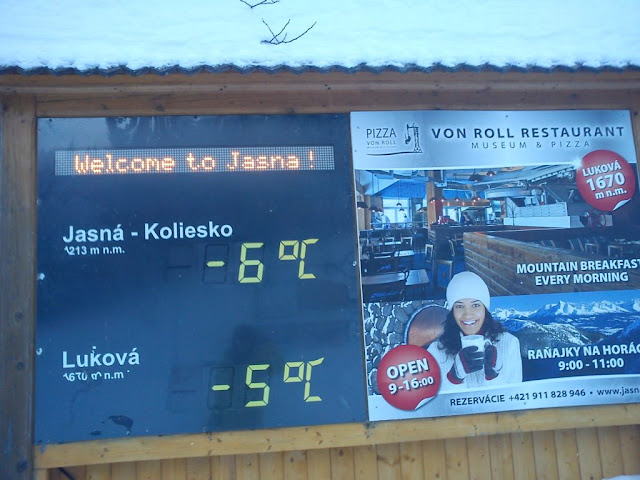 Welcome to Jasna!
Jasná - Koliesko
1213 m n.m.
-6°C
Luková
1670 m n.m
-5°C
PIZZA
VON ROLL
VON ROLL RESTAURANT
MUSEUM & PIZZA
LUKOVÁ
1670
m n.m.
MOUNTAIN BREAKFAST
EVERY MORNING
OPEN
9-16:00
RAŇAJKY NA HORÁC
9:00 - 11:00
REZERVÁCIE +421 911 828 946 • www.jasn